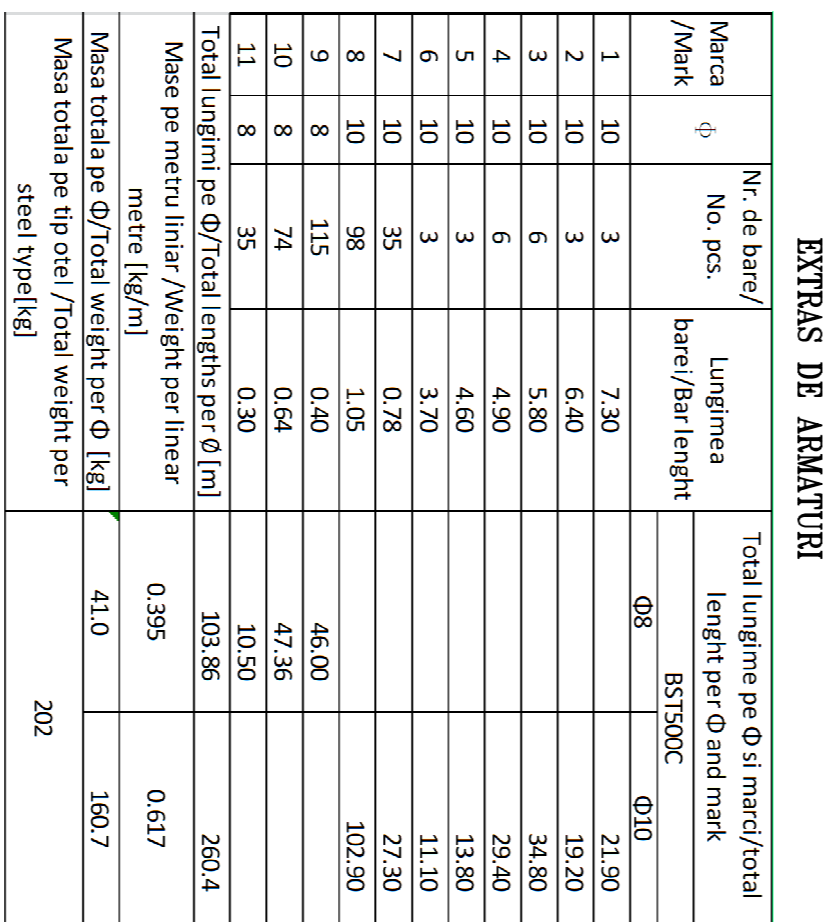 EXTRAS DE ARMATURI
Marca /Mark Φ Nr. de bare/ No. pcs. Lungimea barei/Bar lenght Total lungime pe Φ si marci/total lenght per Φ and mark
BST500C
Φ8 Φ10
1 10 3 7.30 21.90
2 10 3 6.40 19.20
3 10 6 5.80 34.80
4 10 6 4.90 29.40
5 10 3 4.60 13.80
6 10 3 3.70 11.10
7 10 35 0.78 27.30
8 10 98 1.05 102.90
9 8 115 0.40 46.00
10 8 74 0.64 47.36
11 8 35 0.30 10.50
Total lungimi pe Φ/Total lengths per Ø [m] 103.86 260.4
Mase pe metru liniar /Weight per linear
metre [kg/m] 0.395 0.617
Masa totala pe Φ/Total weight per Φ [kg] 41.0 160.7
Masa totala pe tip otel /Total weight per
steel type[kg] 202